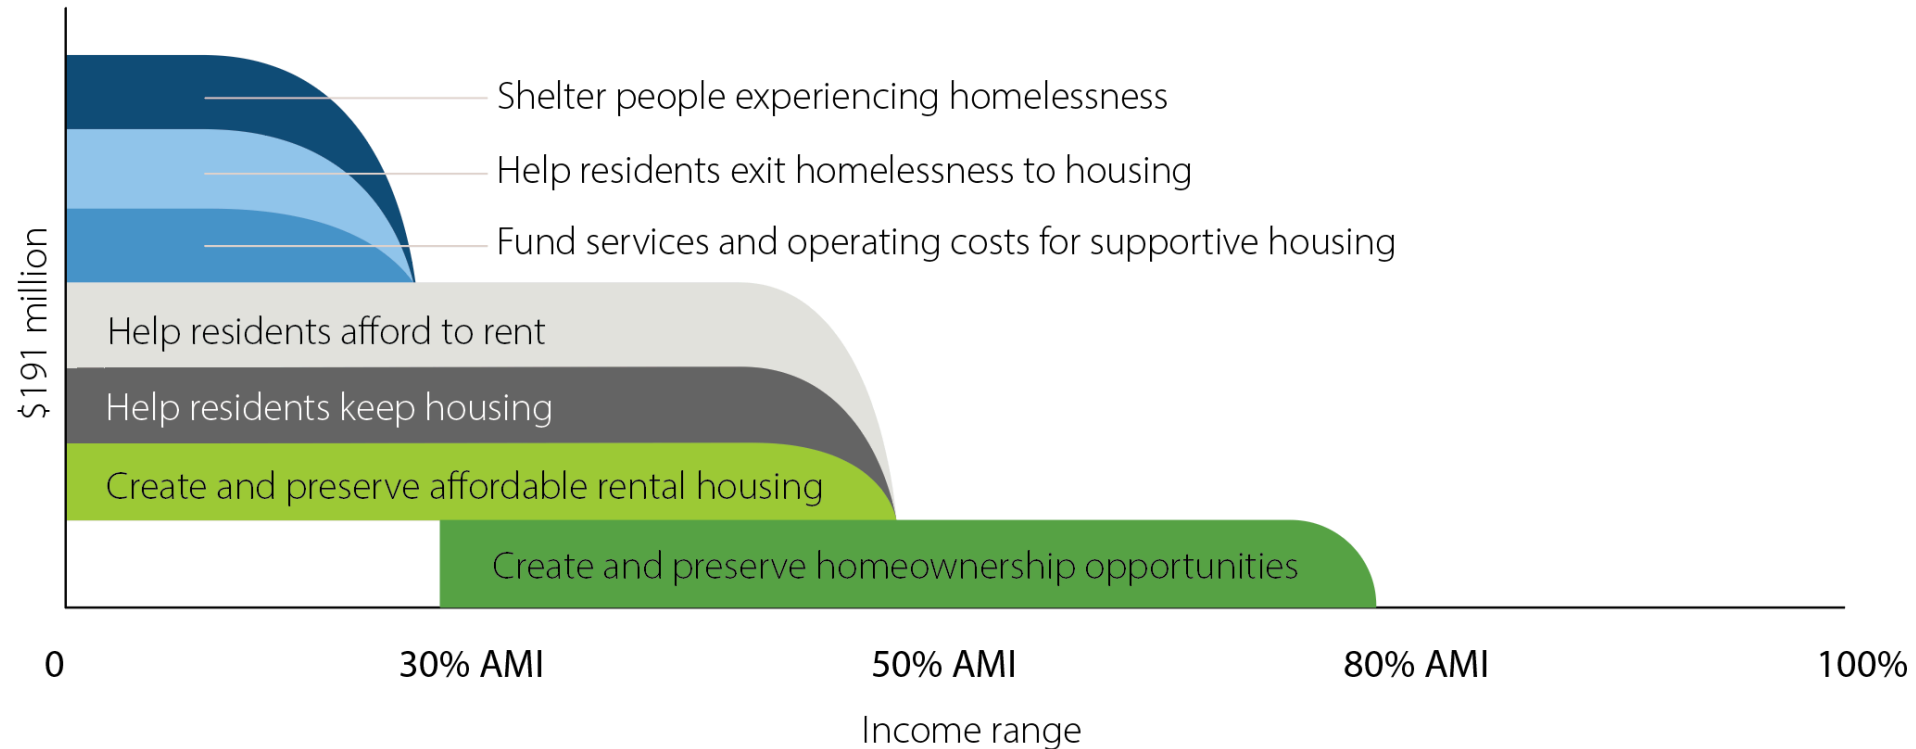 Shelter people experiencing homelessness
Help residents exit homelessness to housing
Fund services and operating costs for supportive housing
$191 million
Help residents afford to rent
Help residents keep housing
Create and preserve affordable rental housing
Create and preserve homeownership opportunities
0 30% AMI 50% AMI 80% AMI 100%
Income range